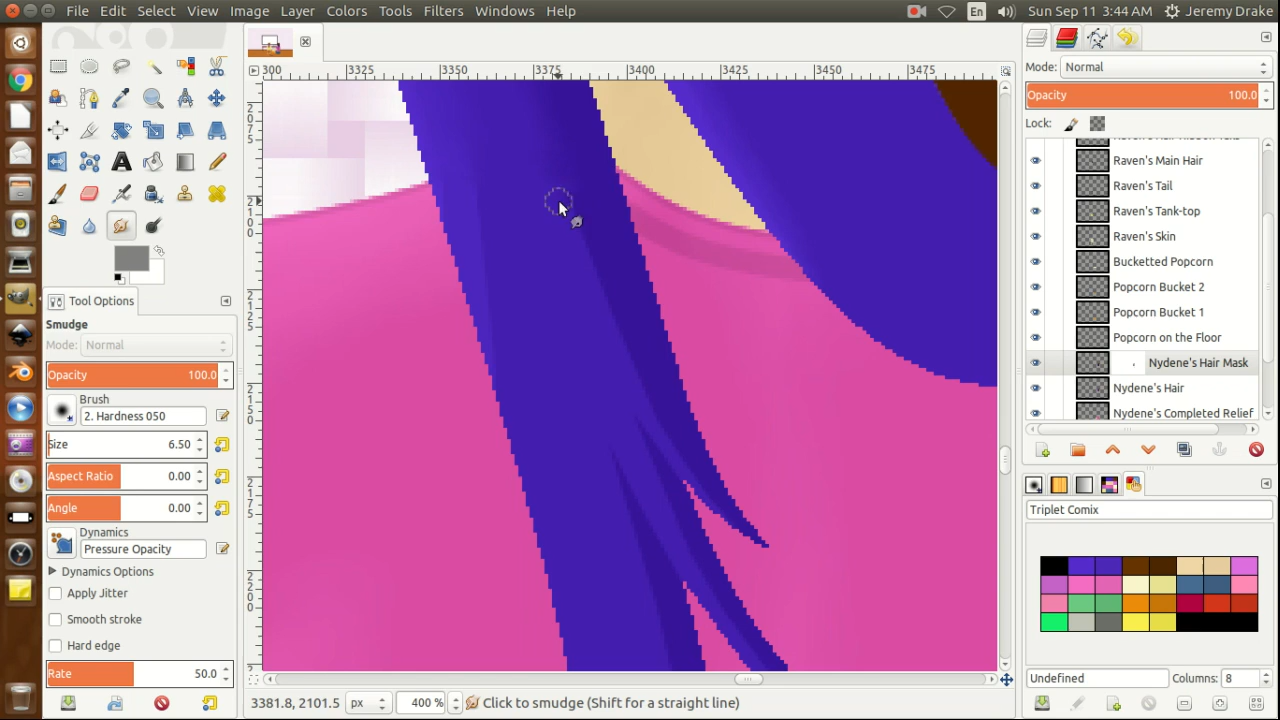 File Edit Select View Image Layer Colors Tools Filters Windows Help
En Sun Sep 11 3:44 AM Jeremy Drake
300 3325 3350 3375 3400 3425 3450 3475
Mode: Normal
Opacity 100.0
Lock:
Raven's Main Hair
Raven's Tail
Raven's Tank-top
Raven's Skin
Bucketted Popcorn
Popcorn Bucket 2
Popcorn Bucket 1
Popcorn on the Floor
Nydene's Hair Mask
Nydene's Hair
Nydene's Completed Relief
Tool Options
Smudge
Mode: Normal
Opacity 100.0
Brush
2. Hardness 050
Size 6.50
Aspect Ratio 0.00
Angle 0.00
Dynamics
Pressure Opacity
Dynamics Options
Apply Jitter
Smooth stroke
Hard edge
Rate 50.0
2075
2100
2125
2150
2175
2200
Triplet Comix
Undefined Columns: 8
3381.8, 2101.5 px 400 % Click to smudge (Shift for a straight line)